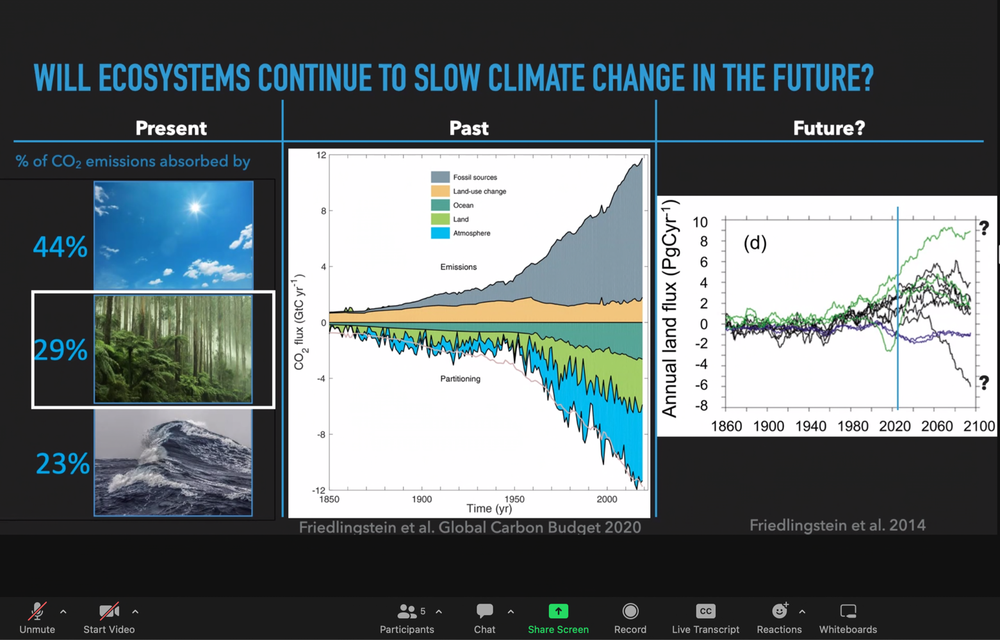 WILL ECOSYSTEMS CONTINUE TO SLOW CLIMATE CHANGE IN THE FUTURE?
Present
Past
Future?
% of CO₂ emissions absorbed by
44%
29%
23%
12
8
4
0
-4
-8
-12
CO₂ flux (GtC yr⁻¹)
Fossil sources
Land-use change
Ocean
Land
Atmosphere
Emissions
Partitioning
1850
1900
1950
2000
Time (yr)
Friedlingstein et al. Global Carbon Budget 2020
Annual land flux (PgCyr⁻¹)
10
8
6
4
2
0
-2
-4
-6
-8
(d)
?
?
1860 1900 1940 1980 2020 2060 2100
Friedlingstein et al. 2014
Unmute
Start Video
5
Participants
Chat
Share Screen
Record
CC
Live Transcript
Reactions
Whiteboards